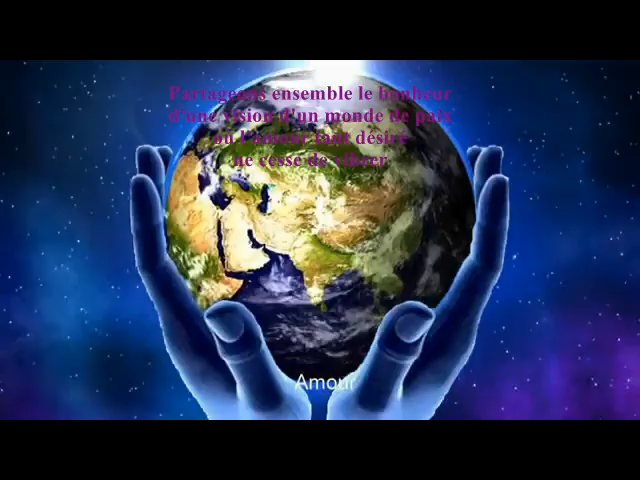 Partageons ensemble le bonheur
d'une vision d'un monde de paix
où l'amour tant désiré
ne cesse de vibrer
Amour